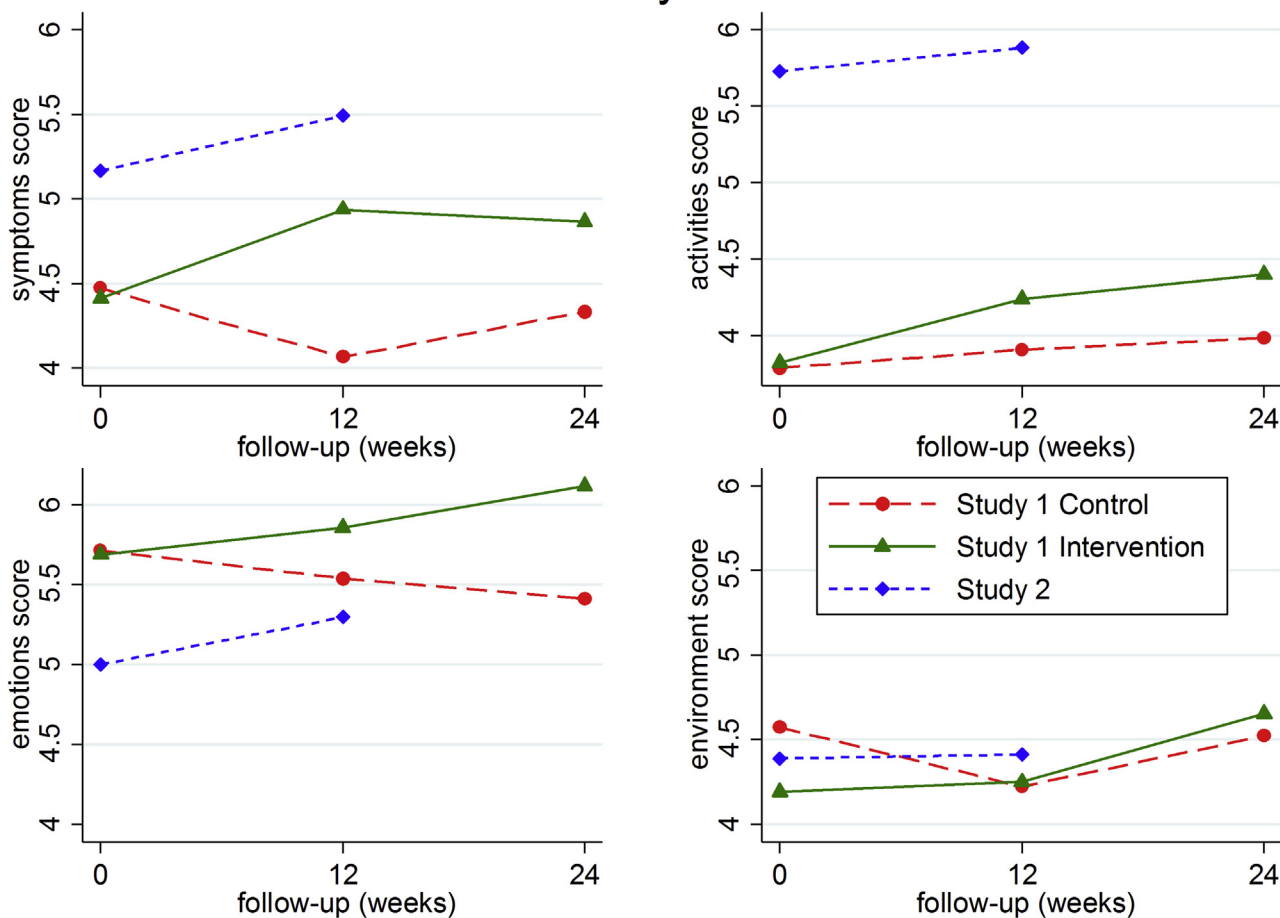 symptoms score
6
5.5
5
4.5
4
0 12 24
follow-up (weeks)
activities score
6
5.5
5
4.5
4
0 12 24
follow-up (weeks)
emotions score
6
5.5
5
4.5
4
0 12 24
follow-up (weeks)
environment score
6
5.5
5
4.5
4
Study 1 Control
Study 1 Intervention
Study 2
0 12 24
follow-up (weeks)